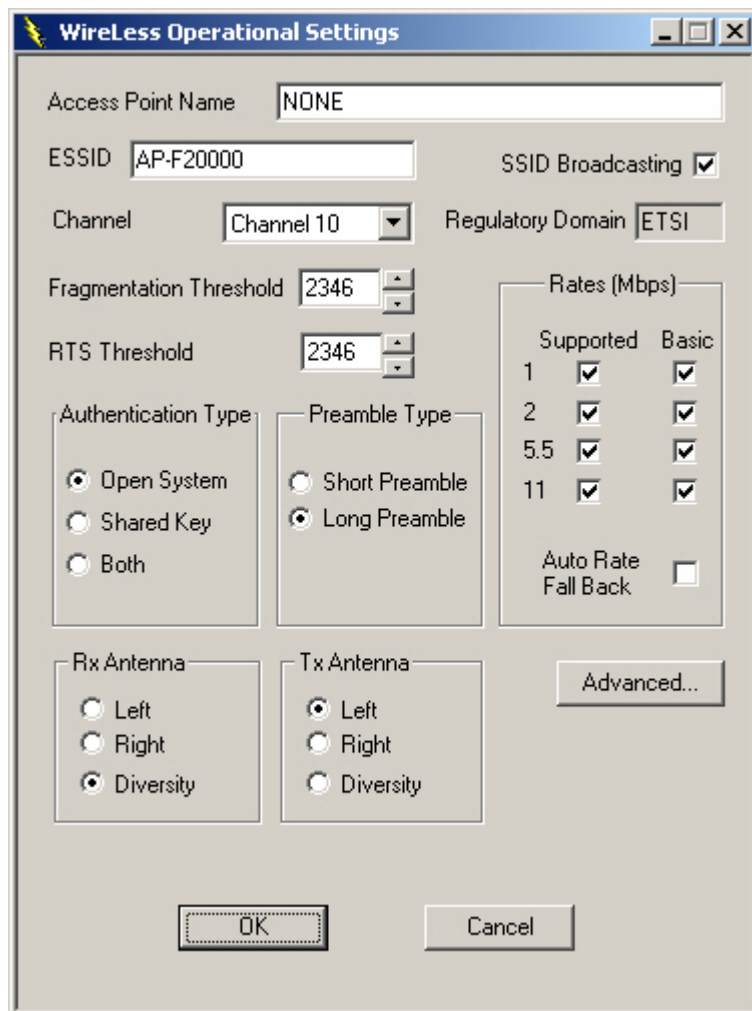 WireLess Operational Settings
Access Point Name NONE
ESSID AP-F20000 SSID Broadcasting
Channel Channel 10 Regulatory Domain ETSI
Fragmentation Threshold 2346
RTS Threshold 2346
Rates (Mbps)
Supported Basic
1
2
5.5
11
Auto Rate
Fall Back
Authentication Type
Open System
Shared Key
Both
Preamble Type
Short Preamble
Long Preamble
Rx Antenna
Left
Right
Diversity
Tx Antenna
Left
Right
Diversity
Advanced...
OK Cancel